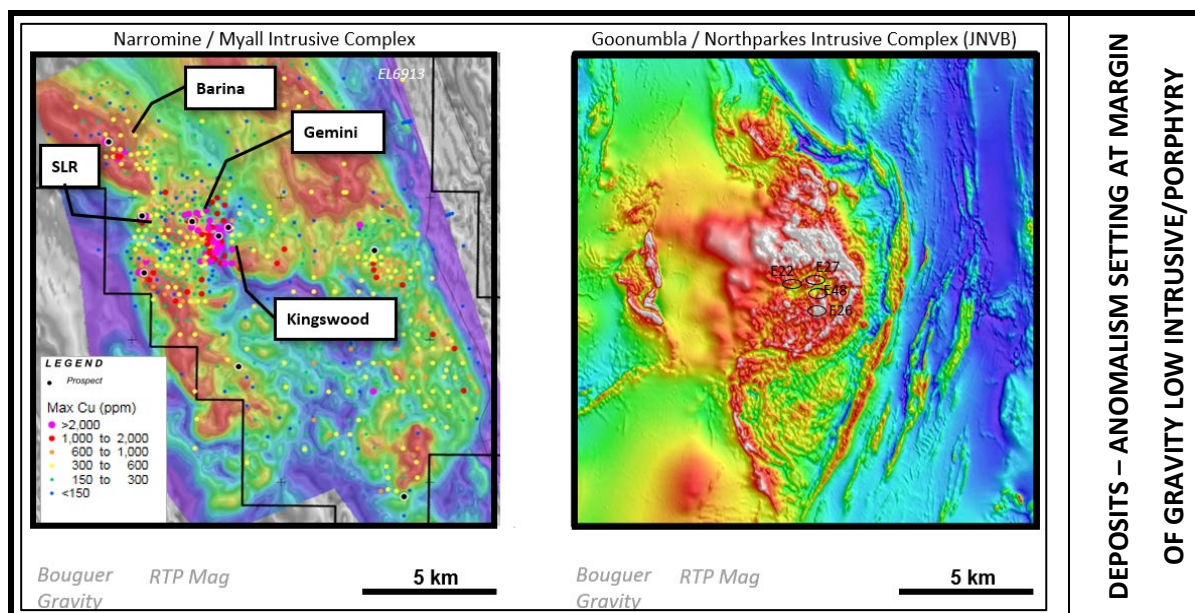 Narromine / Myall Intrusive Complex
EL6913
Barina
Gemini
SLR
Kingswood
LEGEND
Prospect
Max Cu (ppm)
>2,000
1,000 to 2,000
600 to 1,000
300 to 600
150 to 300
<150
Bouguer Gravity
RTP Mag
5 km
Goonumbla / Northparkes Intrusive Complex (JNVB)
E22
E27
E48
E26
Bouguer Gravity
RTP Mag
5 km
DEPOSITS – ANOMALISM SETTING AT MARGIN
OF GRAVITY LOW INTRUSIVE/PORPHYRY